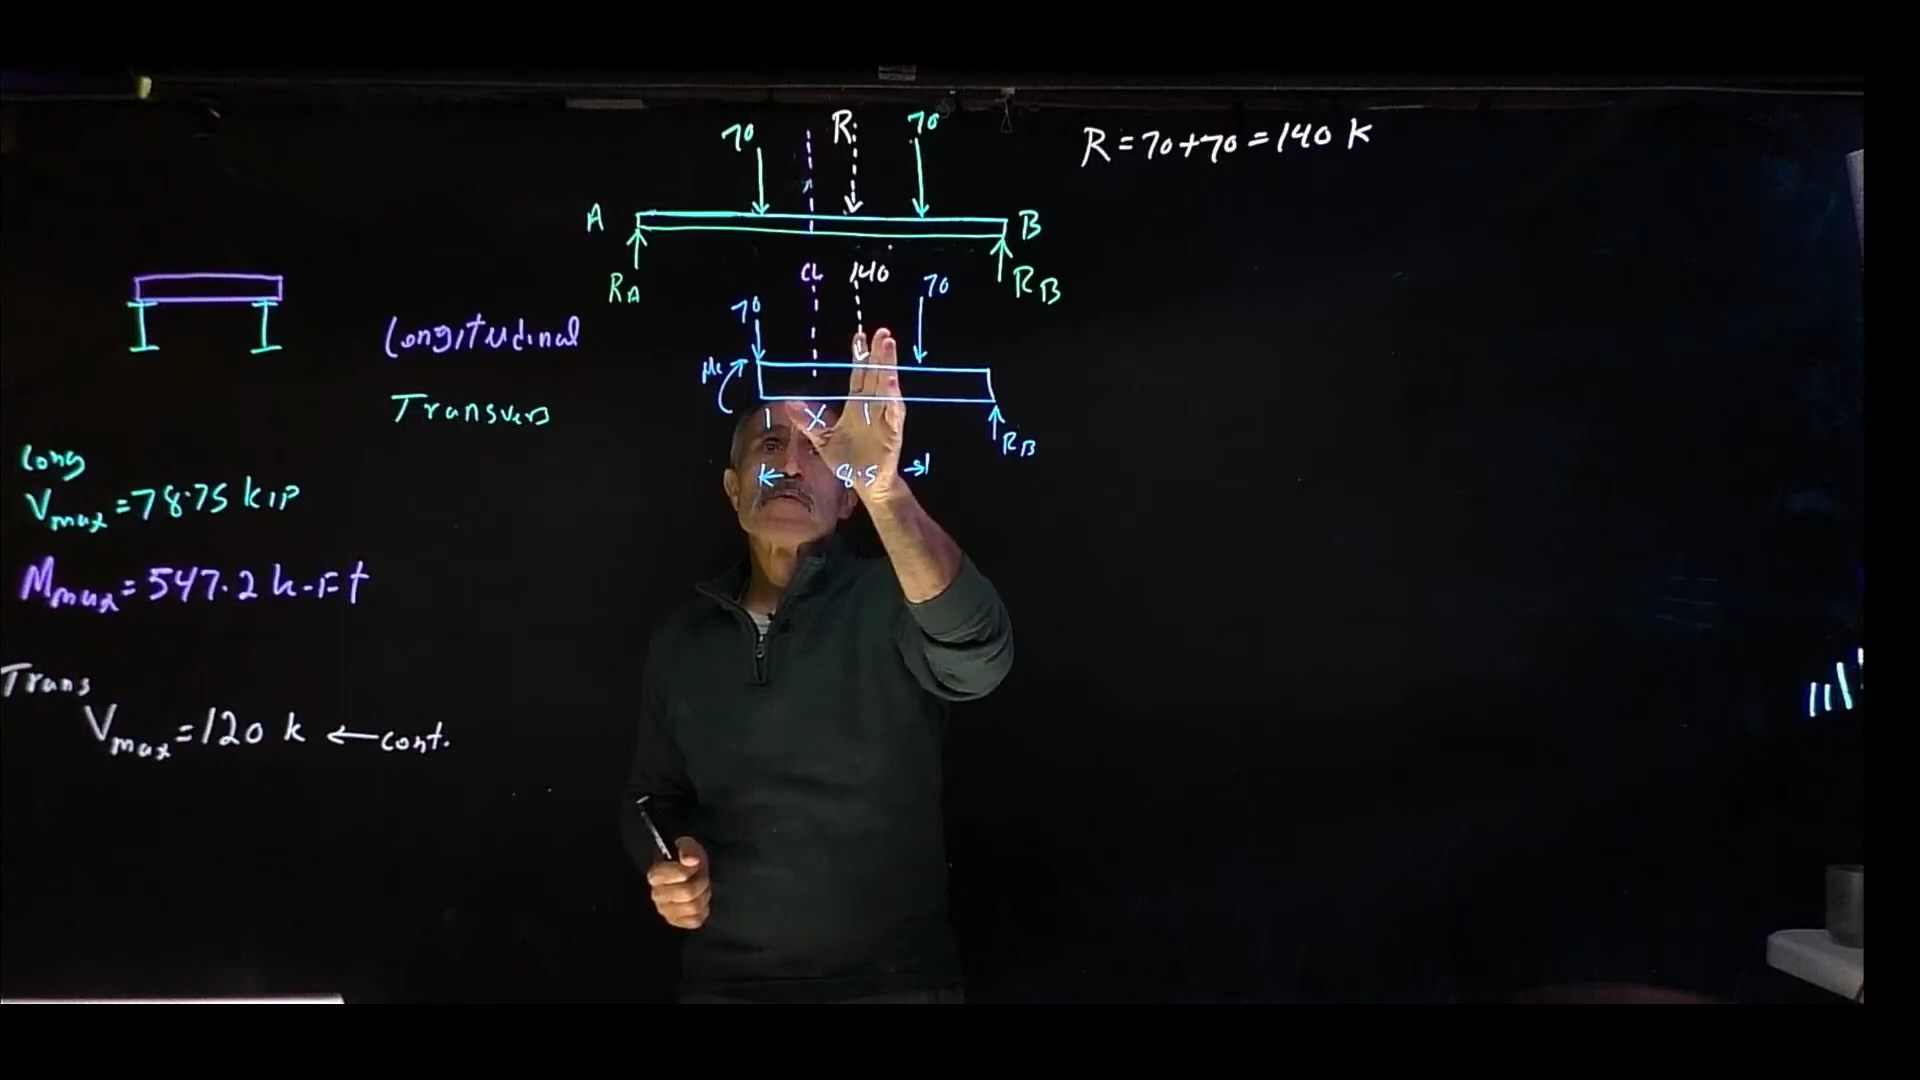 70
R
70
R = 70+70 = 140 K
A
B
RA
RB
CL
140
70
70
Longitudinal
Mc
Transvers
X
RB
8.5
Long
Vmax = 78.75 KIP
Mmax = 547.2 k-Ft
Trans
Vmax = 120 k ← cont.